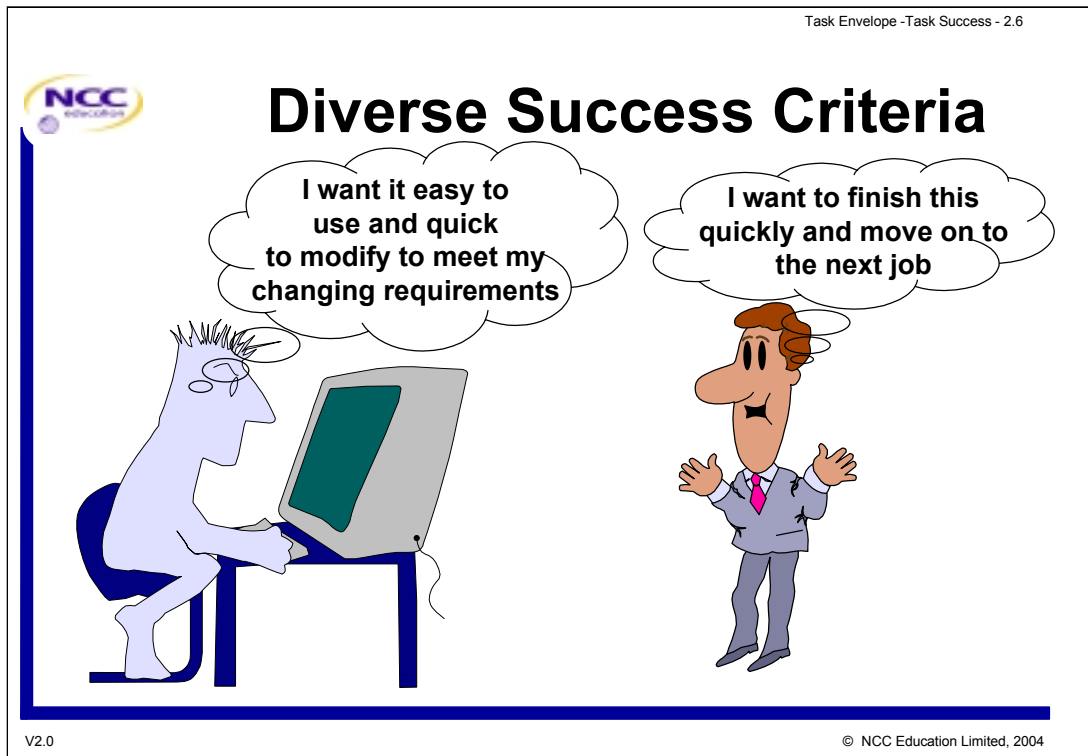 Task Envelope -Task Success - 2.6
NCC
education
Diverse Success Criteria
I want it easy to
use and quick
to modify to meet my
changing requirements
I want to finish this
quickly and move on to
the next job
V2.0
© NCC Education Limited, 2004